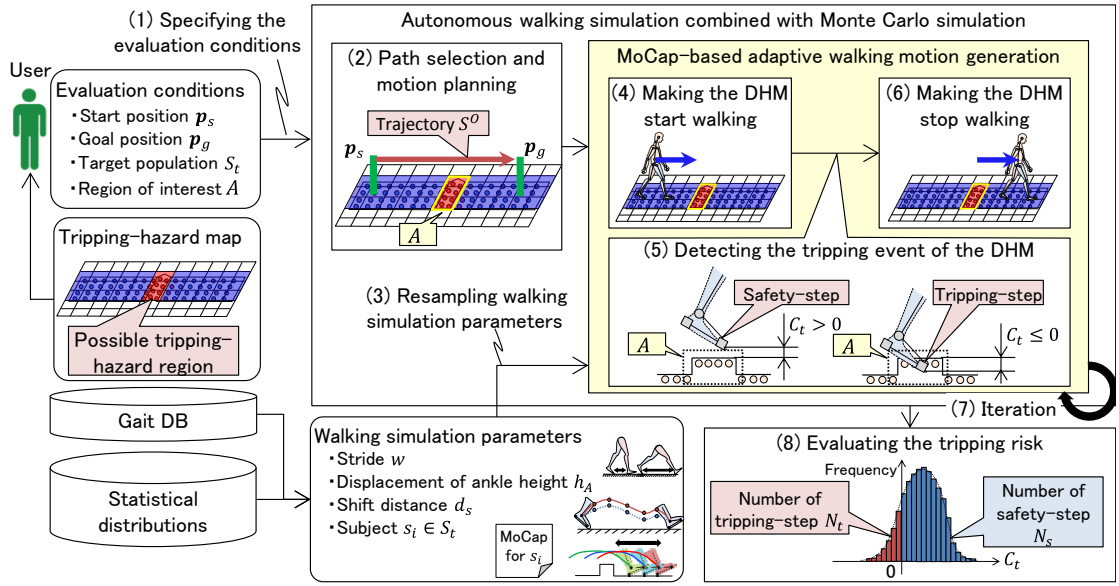 (1) Specifying the
evaluation conditions
User
Evaluation conditions
・Start position 𝒑ₛ
・Goal position 𝒑g
・Target population Sₜ
・Region of interest A
Tripping-hazard map
Possible tripping-
hazard region
Gait DB
Statistical
distributions
Autonomous walking simulation combined with Monte Carlo simulation
(2) Path selection and
motion planning
Trajectory Sᴼ
𝒑ₛ
𝒑g
A
MoCap-based adaptive walking motion generation
(4) Making the DHM
start walking
(6) Making the DHM
stop walking
(5) Detecting the tripping event of the DHM
Safety-step
Cₜ > 0
A
Tripping-step
Cₜ ≤ 0
A
(3) Resampling walking
simulation parameters
(7) Iteration
Walking simulation parameters
・Stride w
・Displacement of ankle height h_A
・Shift distance dₛ
・Subject sᵢ ∈ Sₜ
MoCap
for sᵢ
(8) Evaluating the tripping risk
Frequency
Number of
tripping-step Nₜ
Number of
safety-step
Nₛ
0
Cₜ